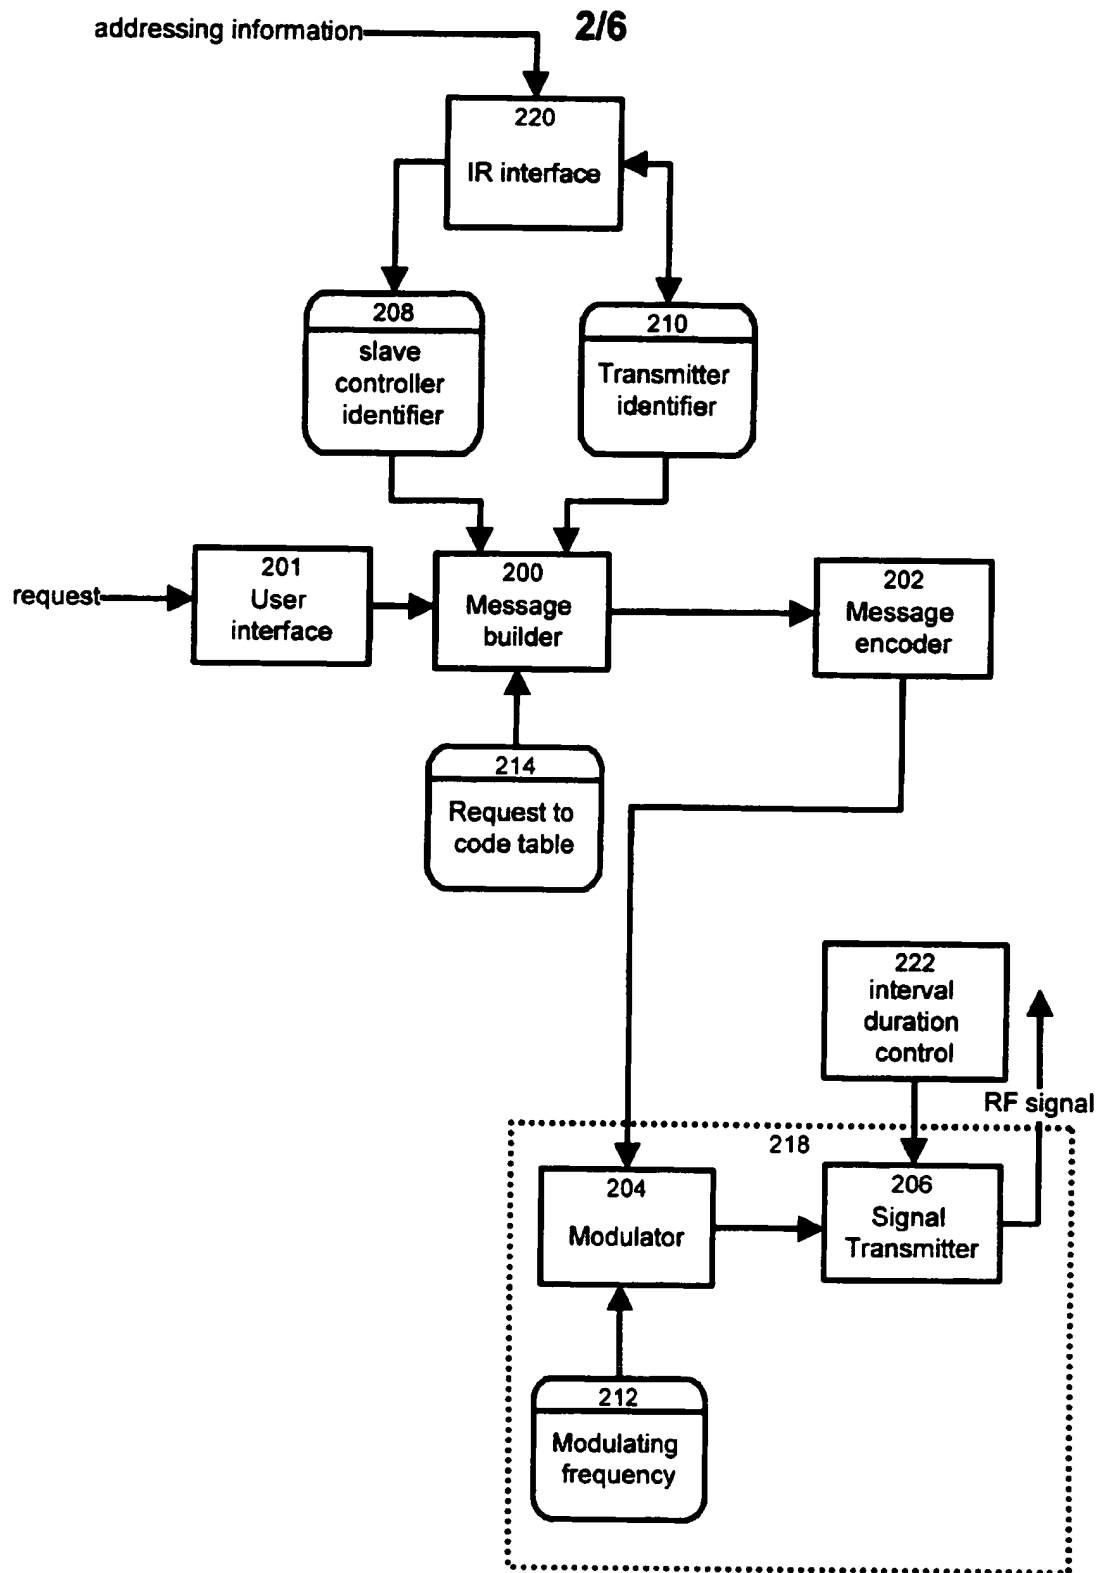 addressing information
2/6
220
IR interface
208
slave
controller
identifier
210
Transmitter
identifier
request
201
User
interface
200
Message
builder
202
Message
encoder
214
Request to
code table
222
interval
duration
control
RF signal
218
204
Modulator
206
Signal
Transmitter
212
Modulating
frequency